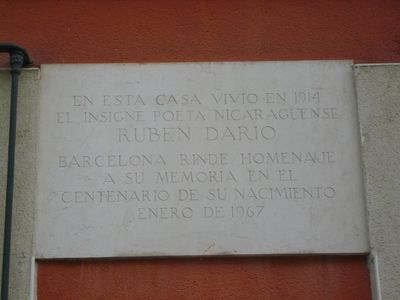 EN ESTA CASA VIVIO EN 1914
EL INSIGNE POETA NICARAGUENSE
RUBEN DARIO
BARCELONA RINDE HOMENAJE
A SU MEMORIA EN EL
CENTENARIO DE SU NACIMIENTO
ENERO DE 1967